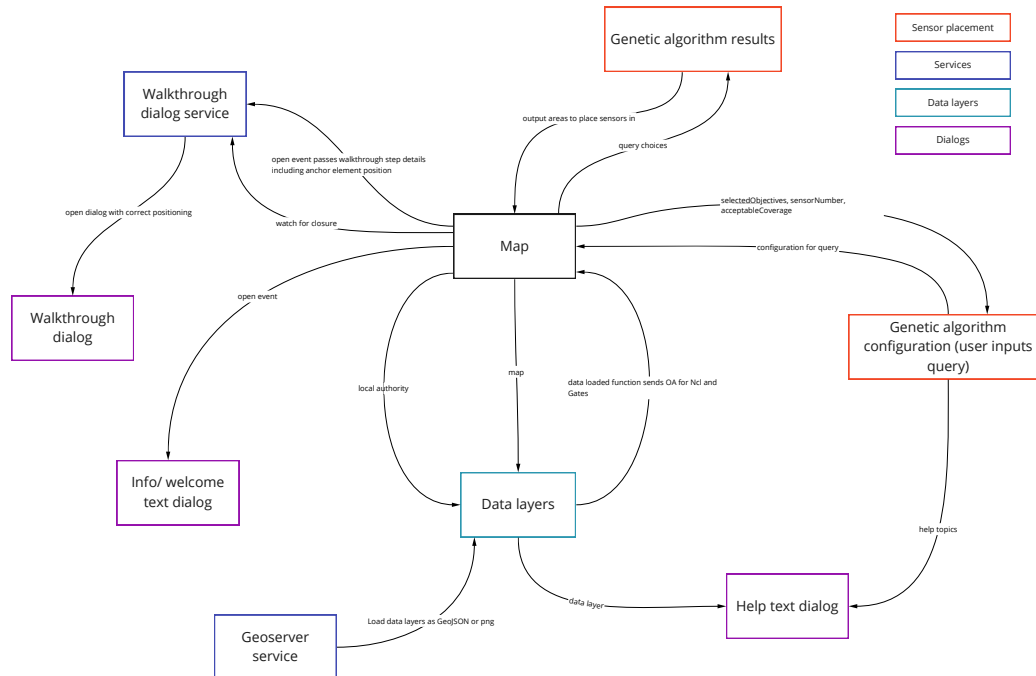 Genetic algorithm results
Sensor placement
Services
Data layers
Dialogs
Walkthrough
dialog service
output areas to place sensors in
query choices
open event passes walkthrough step details
including anchor element position
open dialog with correct positioning
watch for closure
selectedObjectives, sensorNumber,
acceptableCoverage
Map
configuration for query
open event
Walkthrough
dialog
Genetic algorithm
configuration (user inputs
query)
local authority
map
data loaded function sends OA for Ncl and
Gates
Info/ welcome
text dialog
Data layers
help topics
data layer
Help text dialog
Load data layers as GeoJSON or png
Geoserver
service